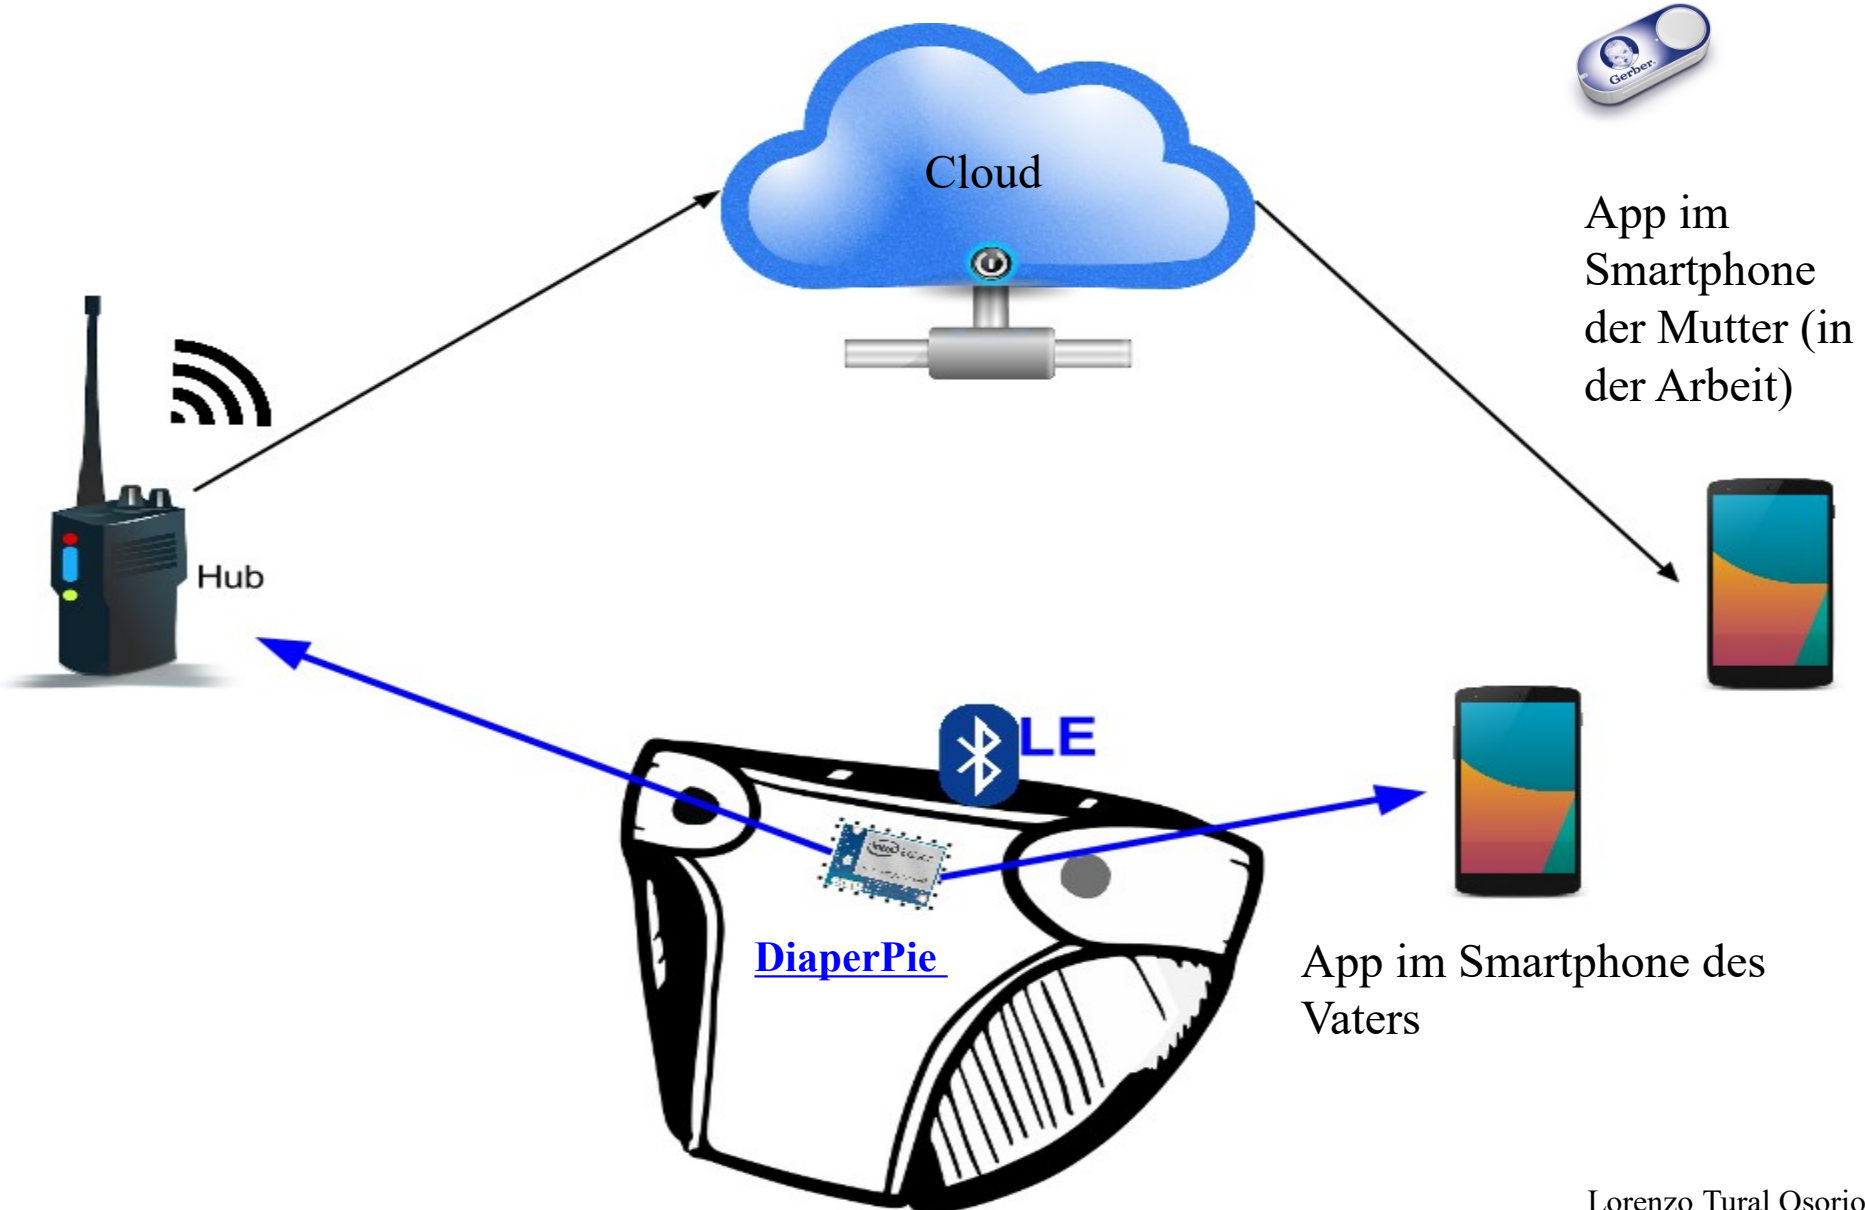 Gerber.
Cloud
App im
Smartphone
der Mutter (in
der Arbeit)
Hub
LE
intel
DiaperPie
App im Smartphone des
Vaters
Lorenzo Tural Osorio